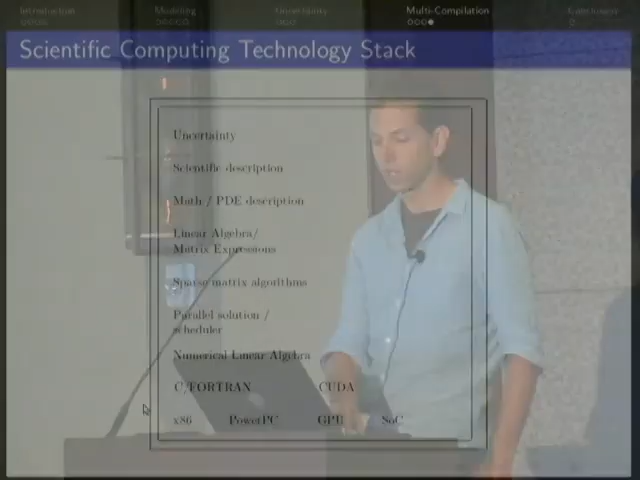 Introduction Modeling Uncertainty Multi-Compilation
Scientific Computing Technology Stack
Uncertainty
Scientific description
Math / PDE description
Linear Algebra/
Matrix Expressions
Sparse matrix algorithms
Parallel solution /
scheduler
Numerical Linear Algebra
C/FORTRAN CUDA
x86 PowerPC GPU SoC